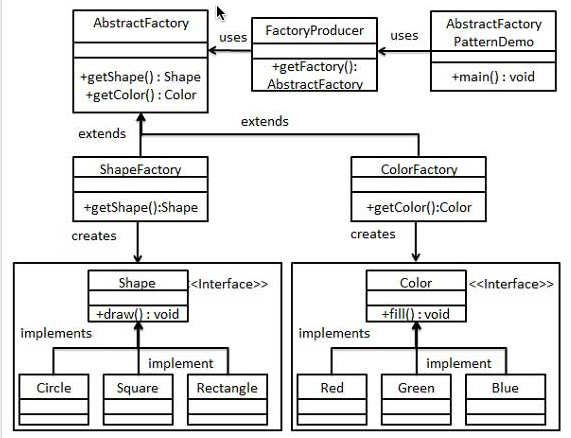 AbstractFactory
+getShape() : Shape
+getColor() : Color
uses
FactoryProducer
+getFactory():
AbstractFactory
uses
AbstractFactory
PatternDemo
+main() : void
extends
extends
ShapeFactory
+getShape():Shape
ColorFactory
+getColor():Color
creates
creates
Shape
<<Interface>>
+draw() : void
implements
implement
Circle
Square
Rectangle
Color
<<Interface>>
+fill() : void
implements
implement
Red
Green
Blue